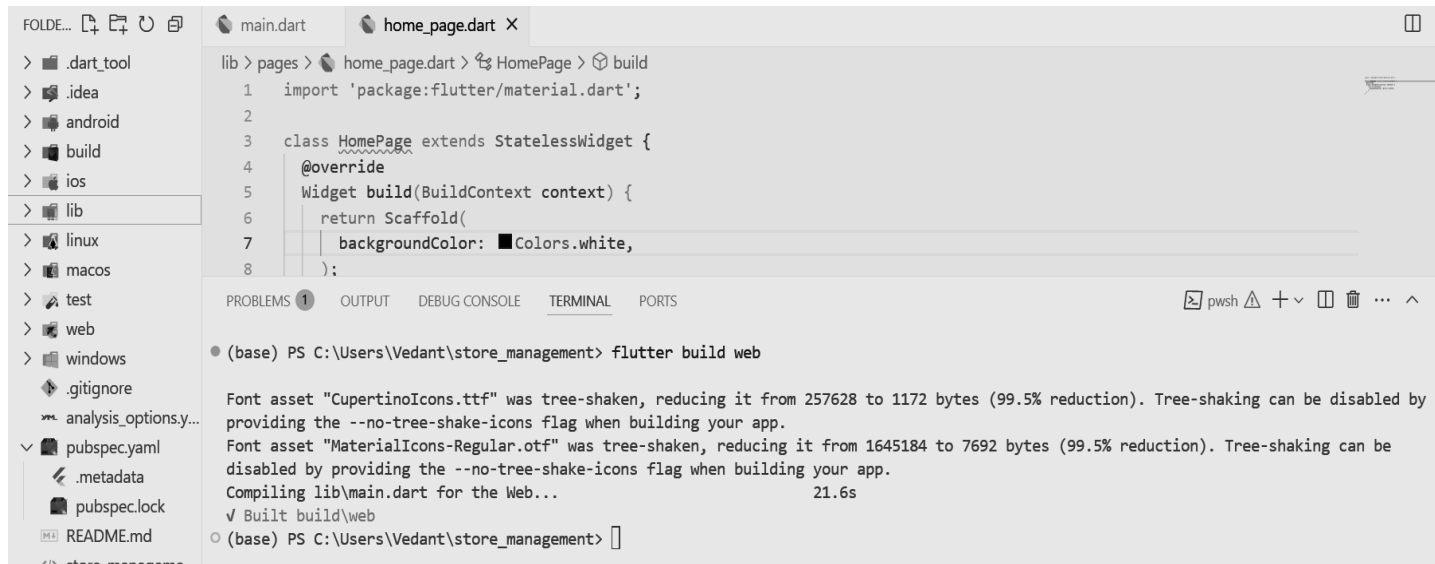 FOLDE...
main.dart
home_page.dart
.dart_tool
.idea
android
build
ios
lib
linux
macos
test
web
windows
.gitignore
analysis_options.y...
pubspec.yaml
.metadata
pubspec.lock
README.md
lib > pages > home_page.dart > HomePage > build
1 import 'package:flutter/material.dart';
2
3 class HomePage extends StatelessWidget {
4 @override
5 Widget build(BuildContext context) {
6 return Scaffold(
7 backgroundColor: Colors.white,
8 );
PROBLEMS 1 OUTPUT DEBUG CONSOLE TERMINAL PORTS
pwsh
(base) PS C:\Users\Vedant\store_management> flutter build web
Font asset "CupertinoIcons.ttf" was tree-shaken, reducing it from 257628 to 1172 bytes (99.5% reduction). Tree-shaking can be disabled by
providing the --no-tree-shake-icons flag when building your app.
Font asset "MaterialIcons-Regular.otf" was tree-shaken, reducing it from 1645184 to 7692 bytes (99.5% reduction). Tree-shaking can be
disabled by providing the --no-tree-shake-icons flag when building your app.
Compiling lib\main.dart for the Web... 21.6s
√ Built build\web
(base) PS C:\Users\Vedant\store_management>